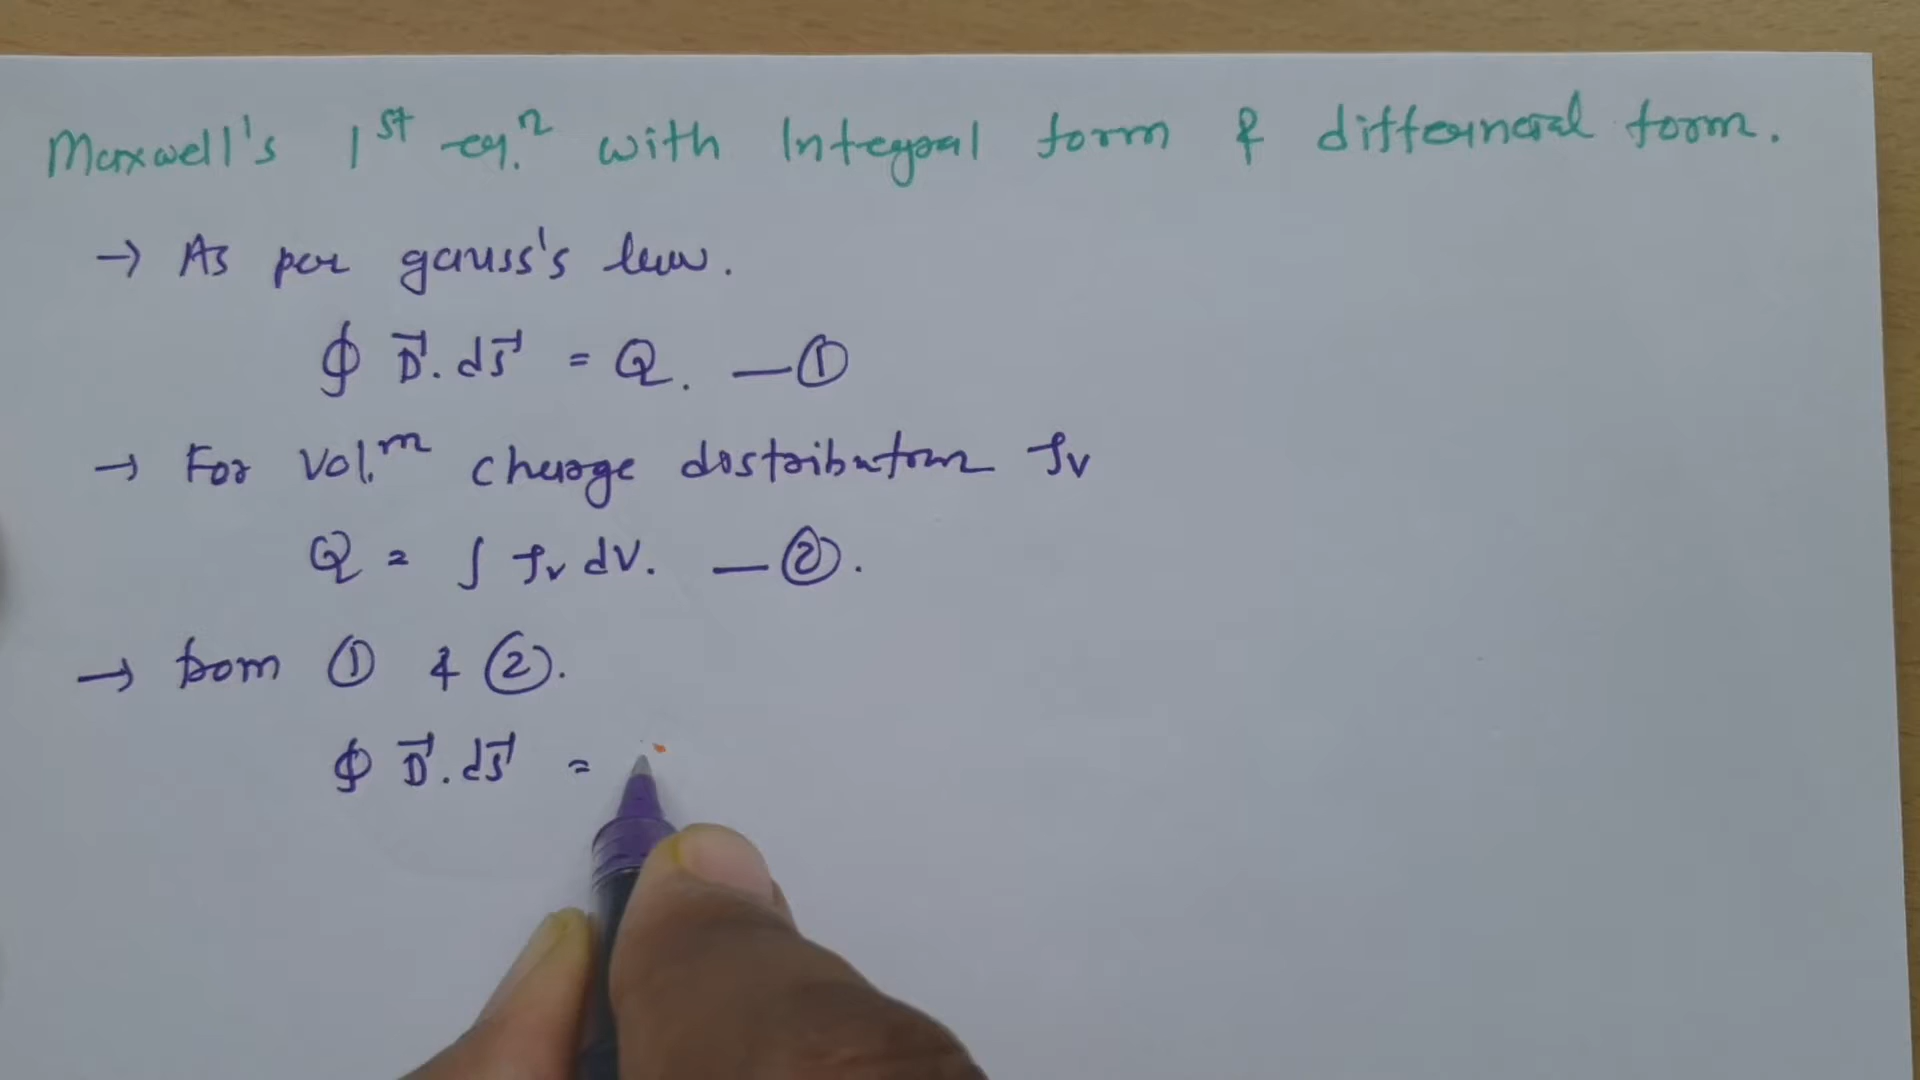 Maxwell's 1st eq.n with Integral form & differneral form.
→ As per gauss's law.
∮ D⃗. ds⃗ = Q. —①
→ For Vol.m charge distribution ρv
Q = ∫ ρv dV. —②.
→ from ① & ②.
∮ D⃗. ds⃗ =